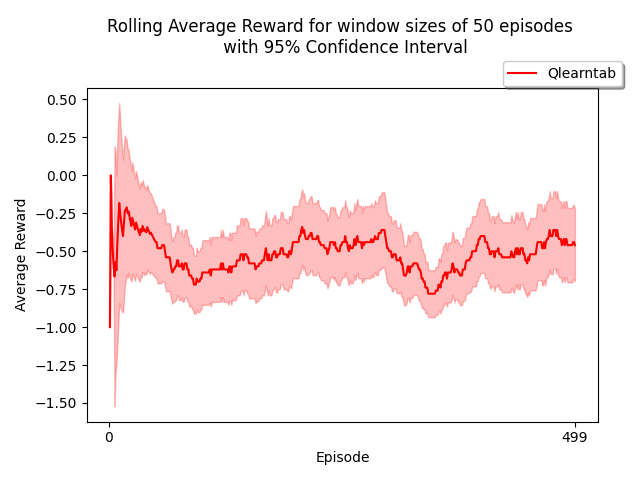 Rolling Average Reward for window sizes of 50 episodes
with 95% Confidence Interval
Qlearntab
0.50
0.25
0.00
−0.25
−0.50
−0.75
−1.00
−1.25
−1.50
Average Reward
0 499
Episode